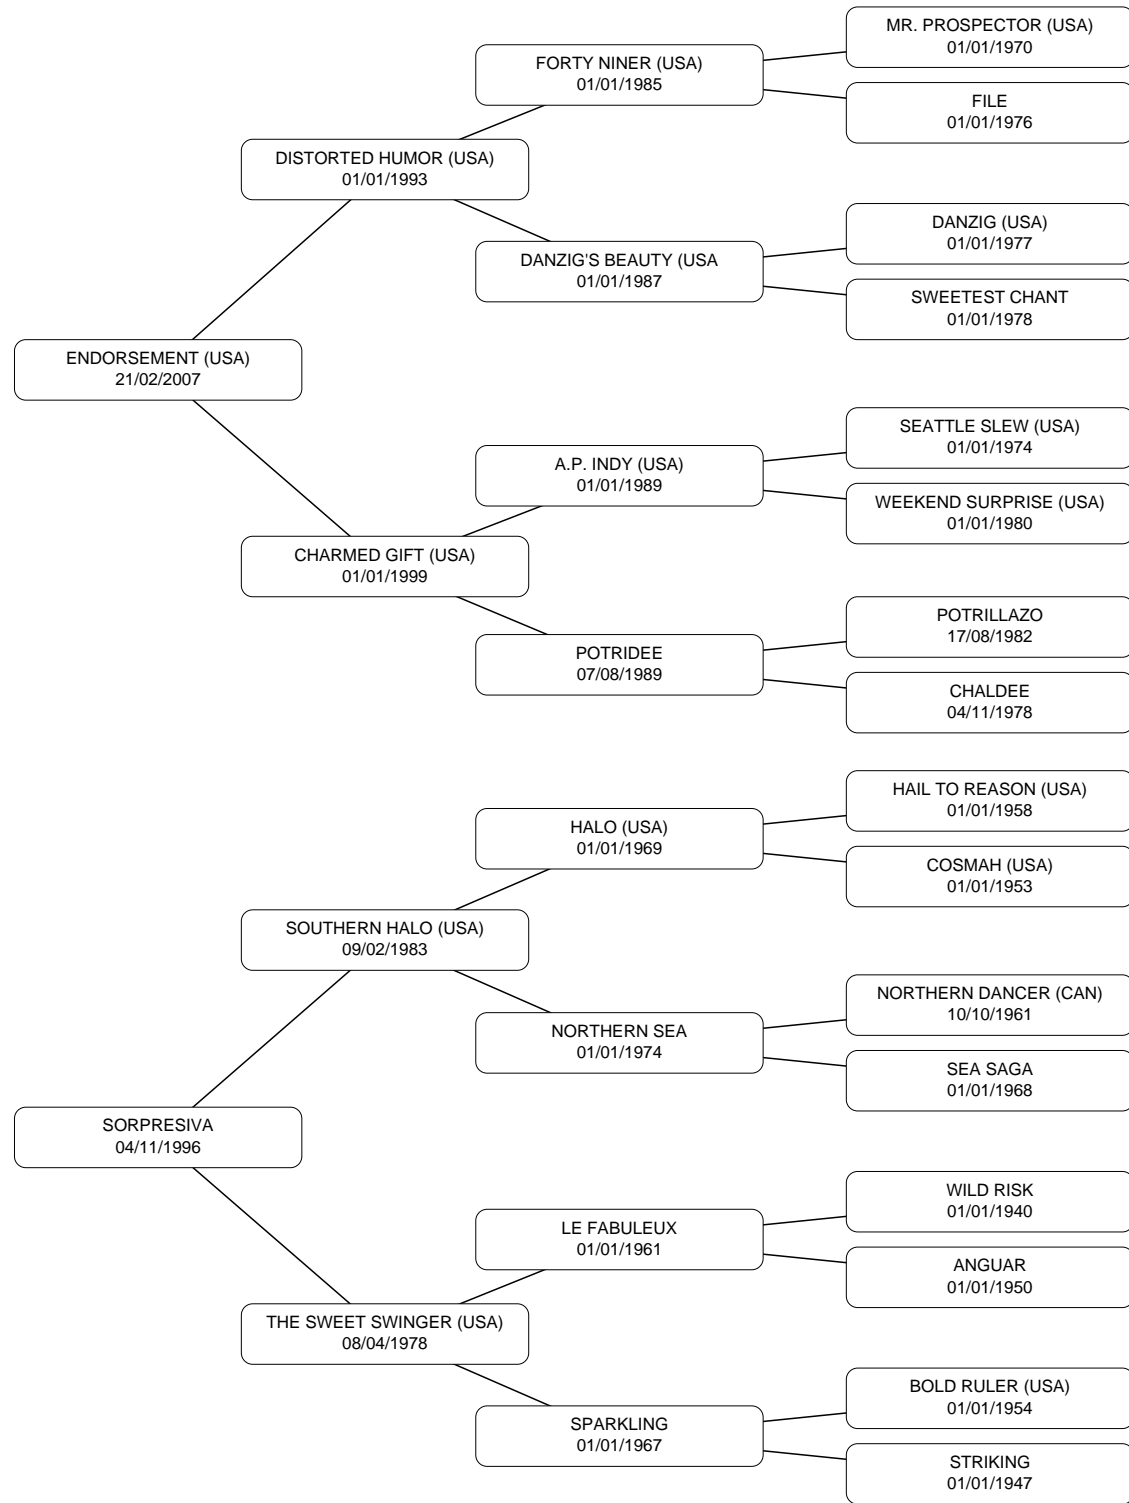 MR. PROSPECTOR (USA)
01/01/1970
FORTY NINER (USA)
01/01/1985
FILE
01/01/1976
DISTORTED HUMOR (USA)
01/01/1993
DANZIG (USA)
01/01/1977
DANZIG'S BEAUTY (USA
01/01/1987
SWEETEST CHANT
01/01/1978
ENDORSEMENT (USA)
21/02/2007
SEATTLE SLEW (USA)
01/01/1974
A.P. INDY (USA)
01/01/1989
WEEKEND SURPRISE (USA)
01/01/1980
CHARMED GIFT (USA)
01/01/1999
POTRILLAZO
17/08/1982
POTRIDEE
07/08/1989
CHALDEE
04/11/1978
HAIL TO REASON (USA)
01/01/1958
HALO (USA)
01/01/1969
COSMAH (USA)
01/01/1953
SOUTHERN HALO (USA)
09/02/1983
NORTHERN DANCER (CAN)
10/10/1961
NORTHERN SEA
01/01/1974
SEA SAGA
01/01/1968
SORPRESIVA
04/11/1996
WILD RISK
01/01/1940
LE FABULEUX
01/01/1961
ANGUAR
01/01/1950
THE SWEET SWINGER (USA)
08/04/1978
BOLD RULER (USA)
01/01/1954
SPARKLING
01/01/1967
STRIKING
01/01/1947